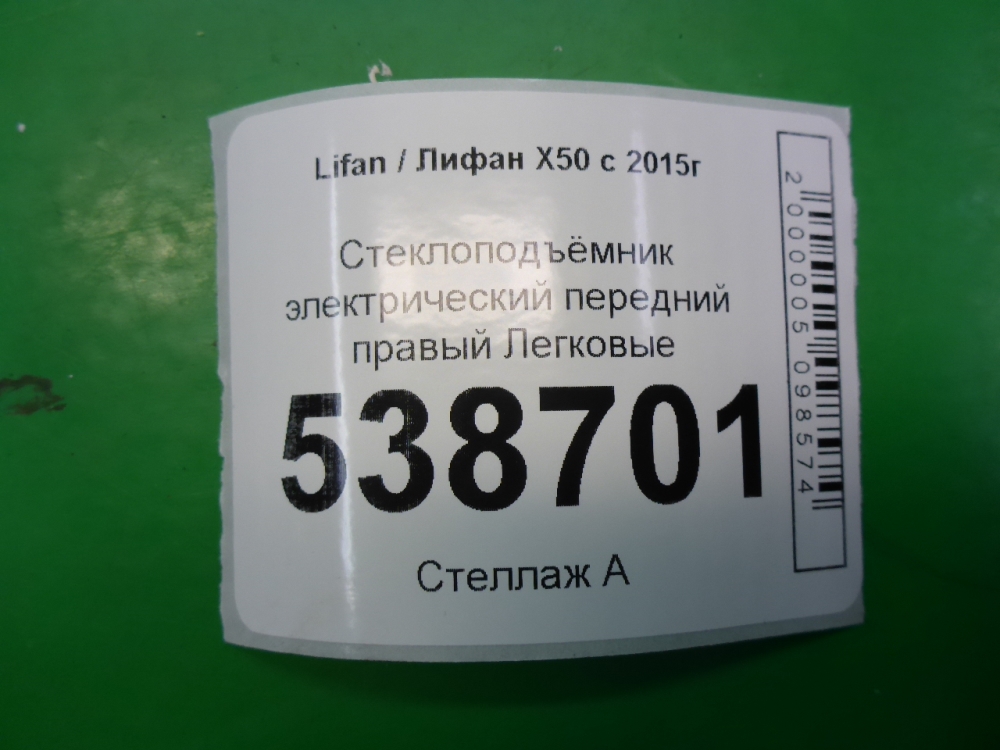 Lifan / Лифан X50 с 2015г
Стеклоподъёмник
электрический передний
правый Легковые
538701
Стеллаж А
2000005098574